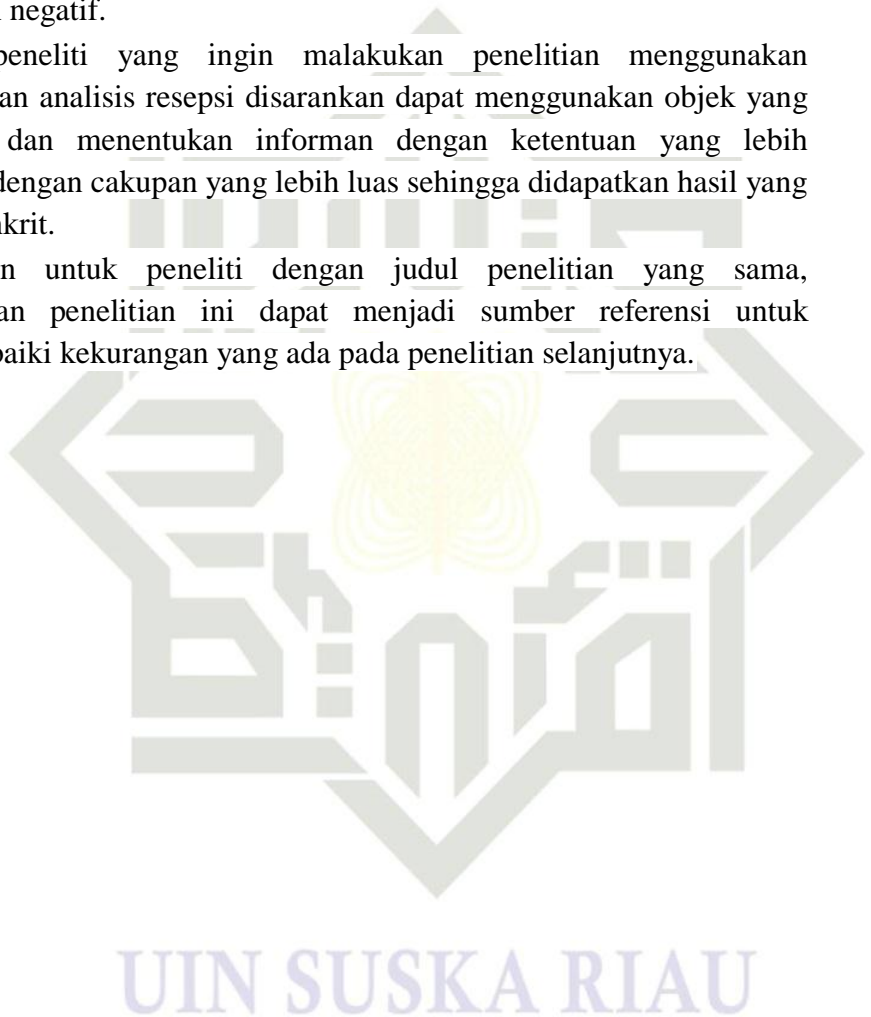 negatif.
peneliti yang ingin malakukan penelitian menggunakan
an analisis resepsi disarankan dapat menggunakan objek yang
dan menentukan informan dengan ketentuan yang lebih
dengan cakupan yang lebih luas sehingga didapatkan hasil yang
krit.
n untuk peneliti dengan judul penelitian yang sama,
an penelitian ini dapat menjadi sumber referensi untuk
baiki kekurangan yang ada pada penelitian selanjutnya.
UIN SUSKA RIAU